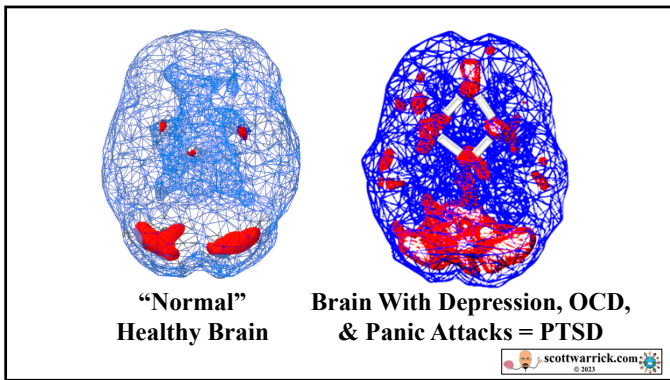 “Normal”
Healthy Brain
Brain With Depression, OCD,
& Panic Attacks = PTSD
scottwarrick.com
© 2023